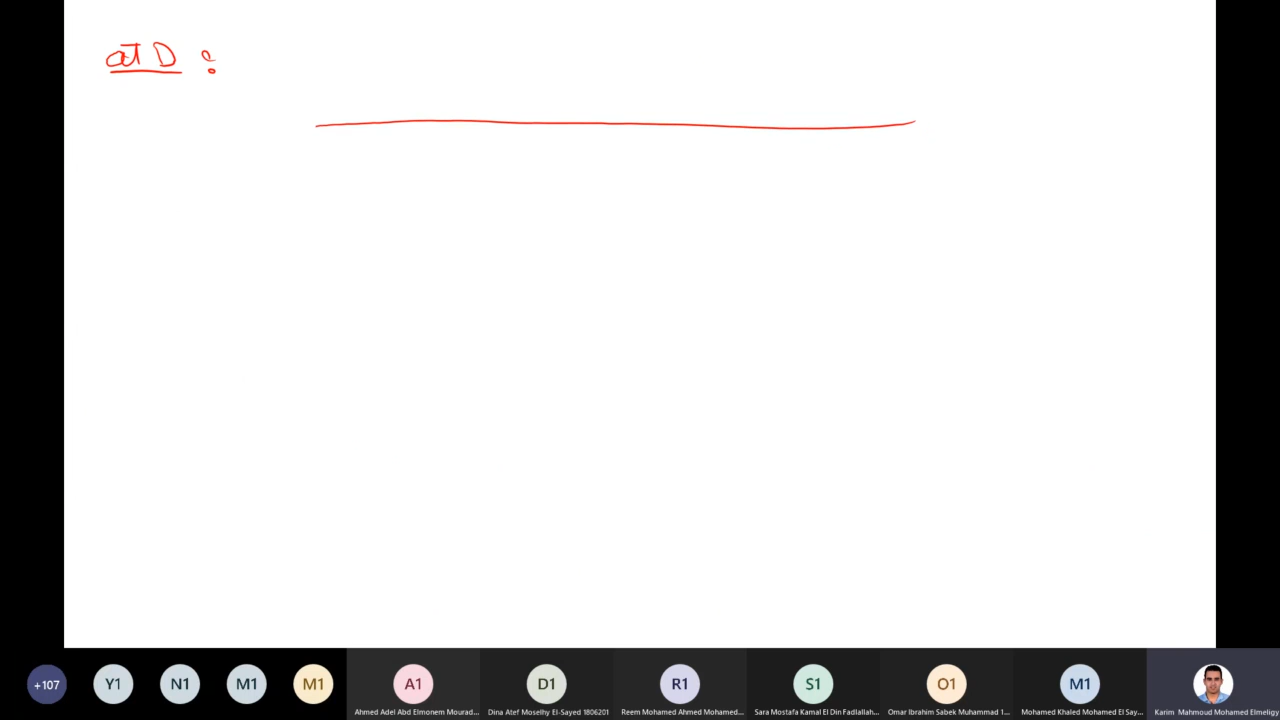 at D :
+107
Y1
N1
M1
M1
A1
D1
R1
S1
O1
M1
Ahmed Adel Abd Elmonem Mourad...
Dina Atef Moselhy El-Sayed 1806201
Reem Mohamed Ahmed Mohamed...
Sara Mostafa Kamal El Din Fadlallah...
Omar Ibrahim Sabek Muhammad 1...
Mohamed Khaled Mohamed El Say...
Karim Mahmoud Mohamed Elmelig